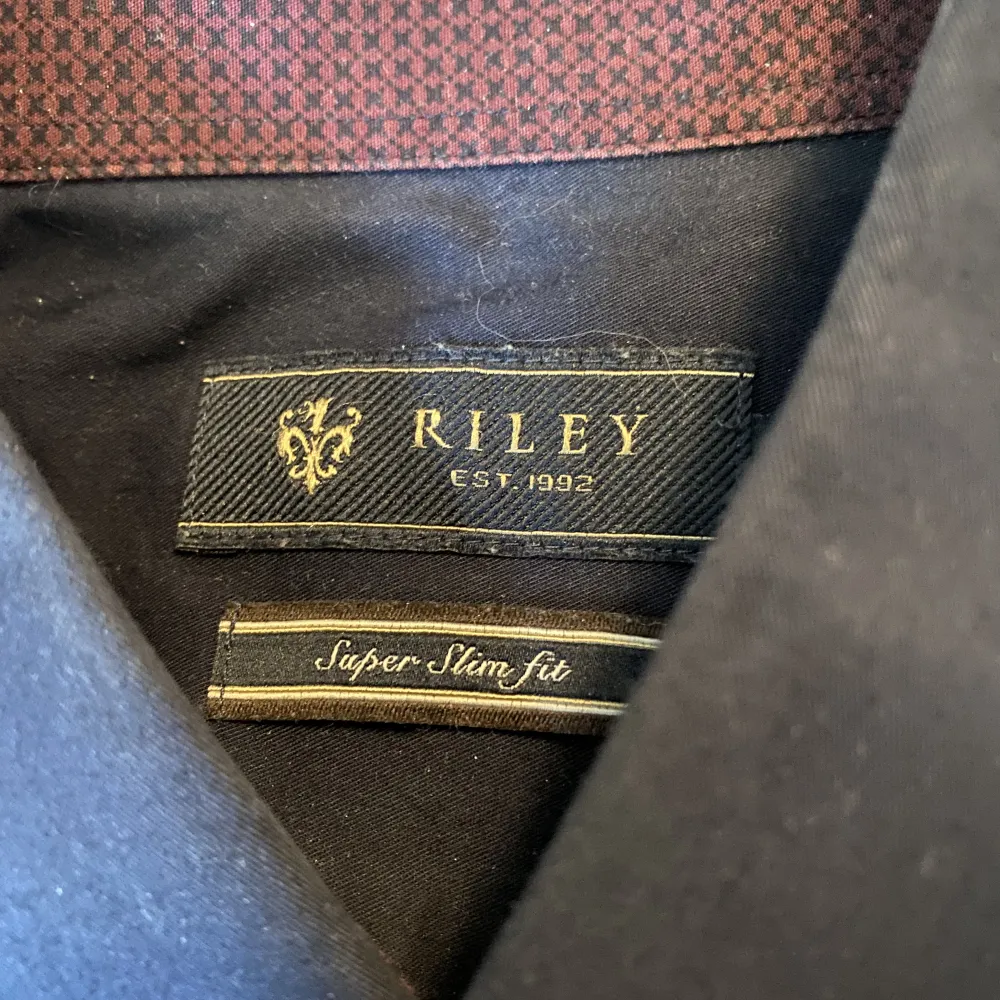 RILEY
EST. 1992
Super Slim fit